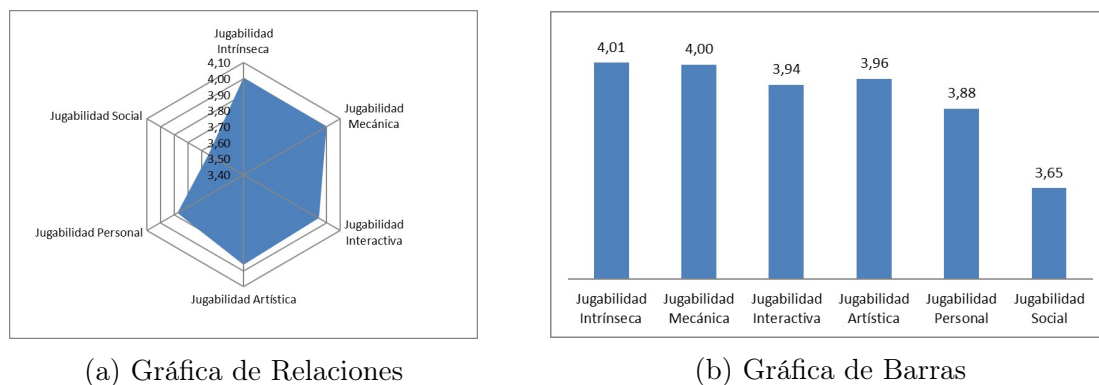 Jugabilidad
Intrínseca
4,10
4,00
3,90
3,80
3,70
3,60
3,50
3,40
Jugabilidad
Mecánica
Jugabilidad
Interactiva
Jugabilidad Artística
Jugabilidad Personal
Jugabilidad Social
(a) Gráfica de Relaciones
4,01
4,00
3,94
3,96
3,88
3,65
Jugabilidad
Intrínseca
Jugabilidad
Mecánica
Jugabilidad
Interactiva
Jugabilidad
Artística
Jugabilidad
Personal
Jugabilidad
Social
(b) Gráfica de Barras